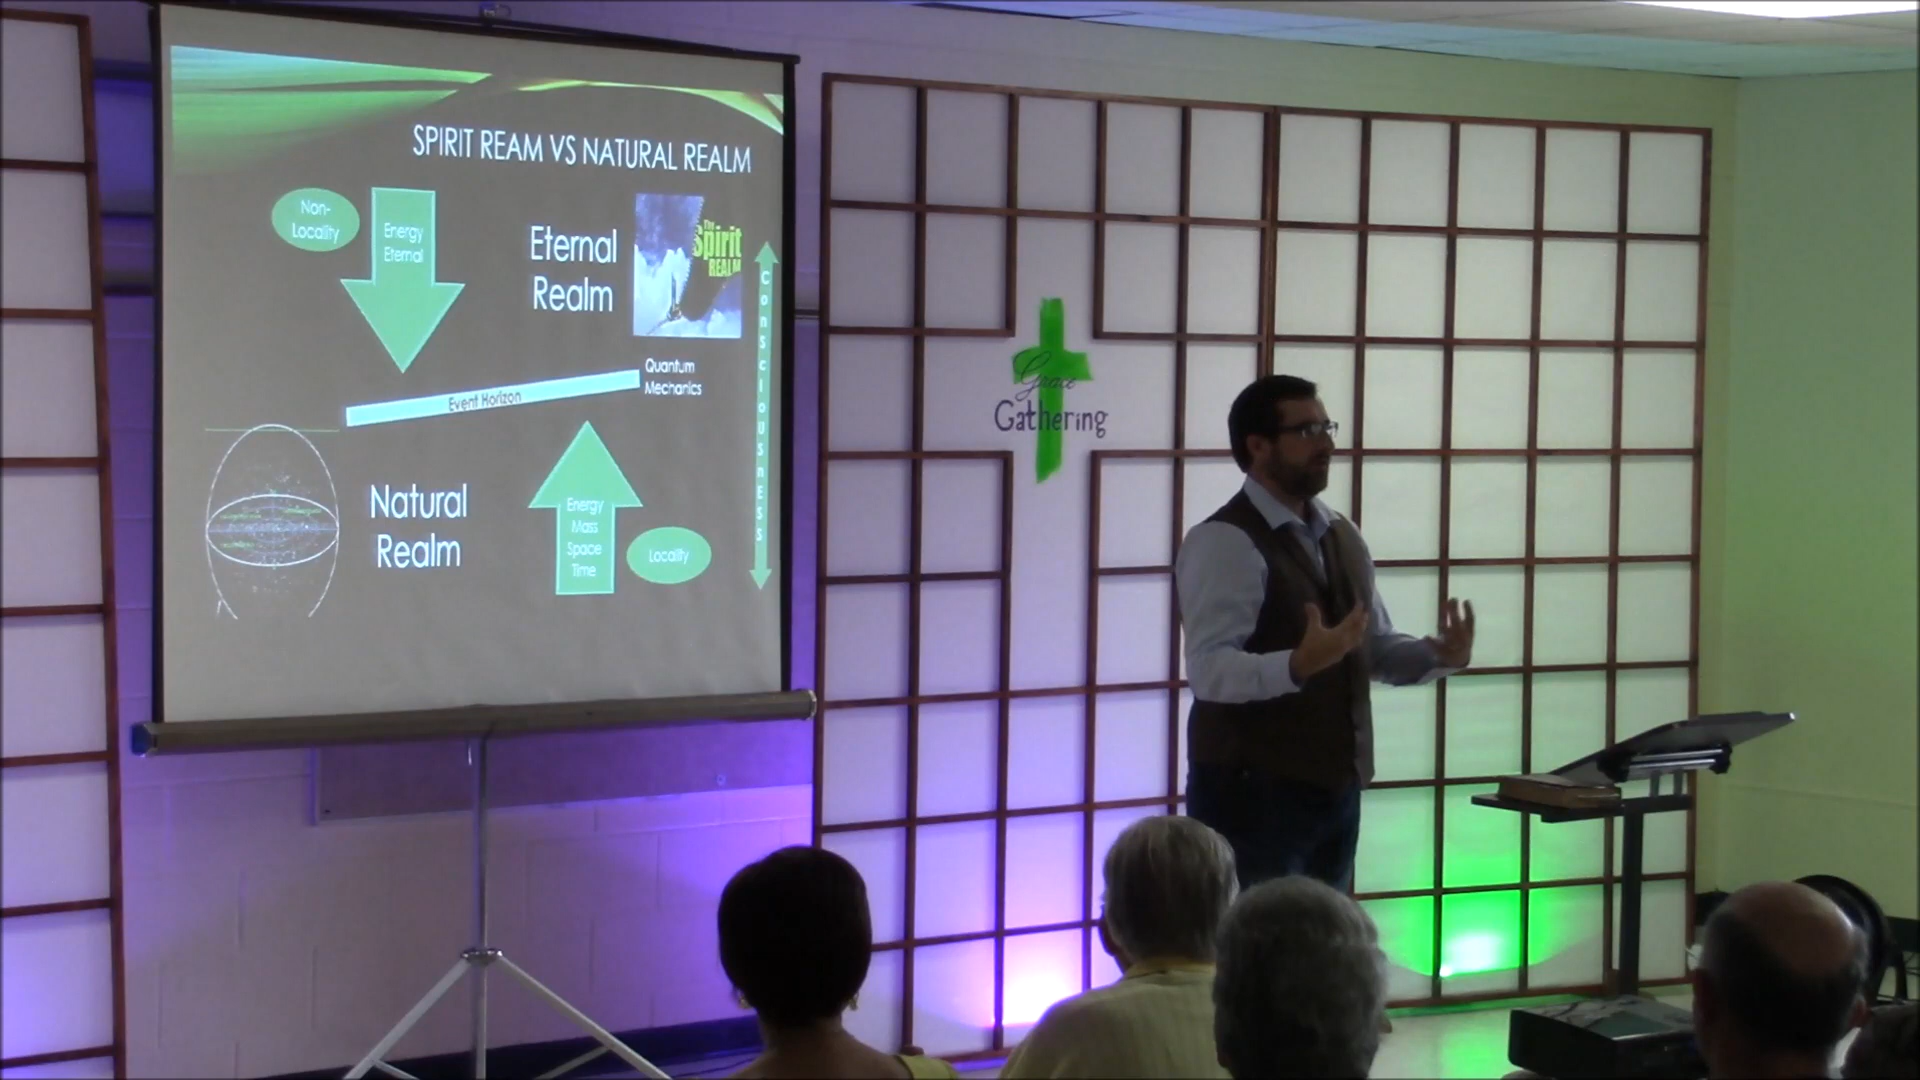 SPIRIT REAM VS NATURAL REALM
Non-
Locality
Energy
Eternal
Eternal
Realm
The
Spirit
REALM
Quantum
Mechanics
Event Horizon
ConsciousnEss
Natural
Realm
Energy
Mass
Space
Time
Locality
Grace
Gathering